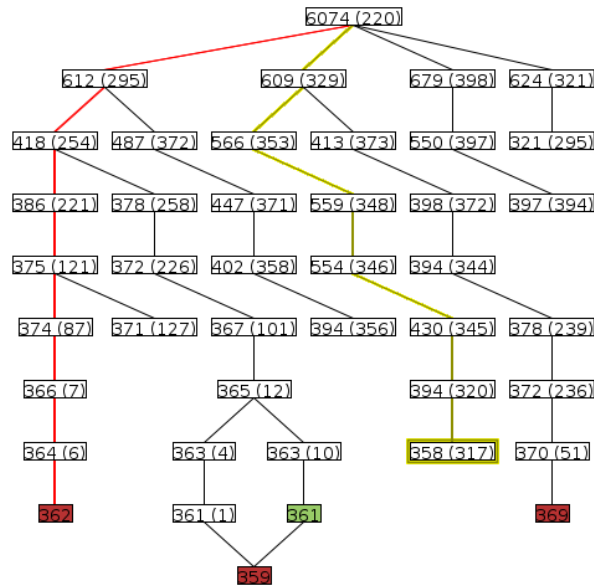 6074 (220)
612 (295) 609 (329) 679 (398) 624 (321)
418 (254) 487 (372) 566 (353) 413 (373) 550 (397) 321 (295)
386 (221) 378 (258) 447 (371) 559 (348) 398 (372) 397 (394)
375 (121) 372 (226) 402 (358) 554 (346) 394 (344)
374 (87) 371 (127) 367 (101) 394 (356) 430 (345) 378 (239)
366 (7) 365 (12) 394 (320) 372 (236)
364 (6) 363 (4) 363 (10) 358 (317) 370 (51)
362 361 (1) 361 369
359